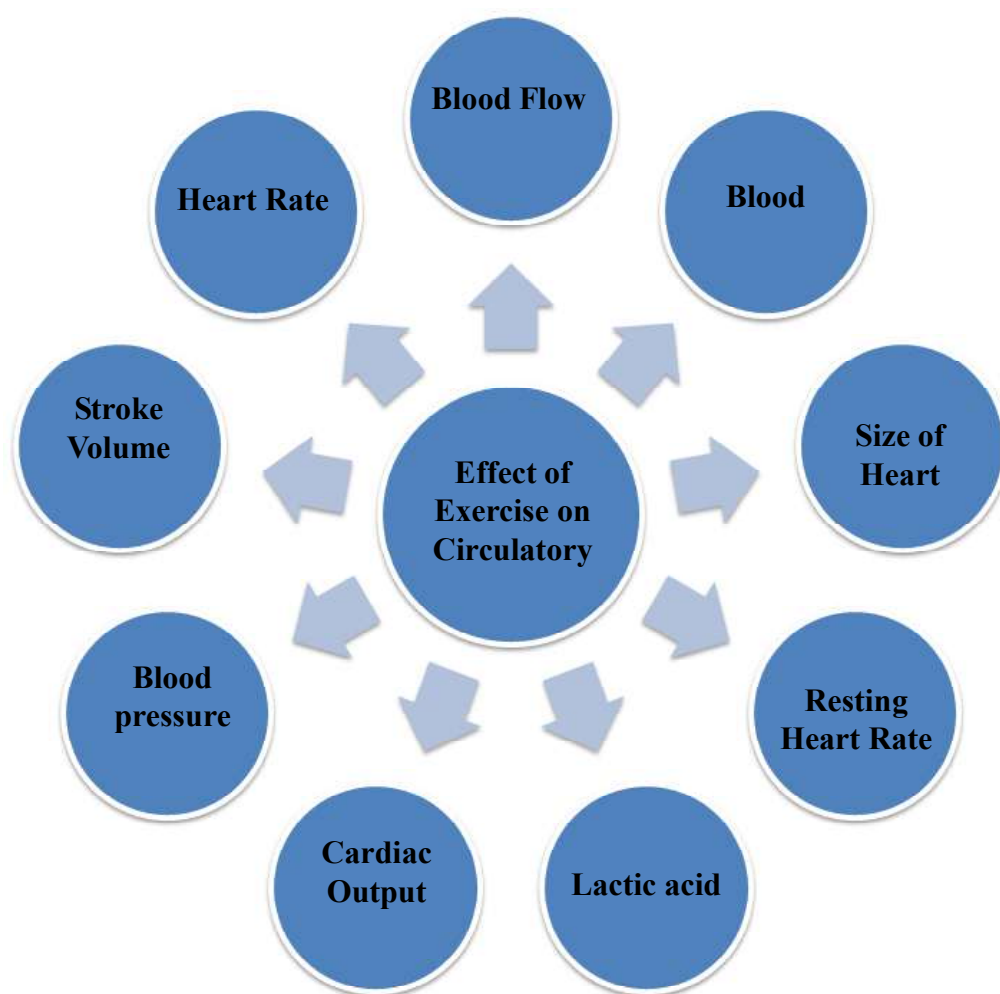 Blood Flow
Blood
Size of
Heart
Resting
Heart Rate
Lactic acid
Cardiac
Output
Blood
pressure
Stroke
Volume
Heart Rate
Effect of
Exercise on
Circulatory